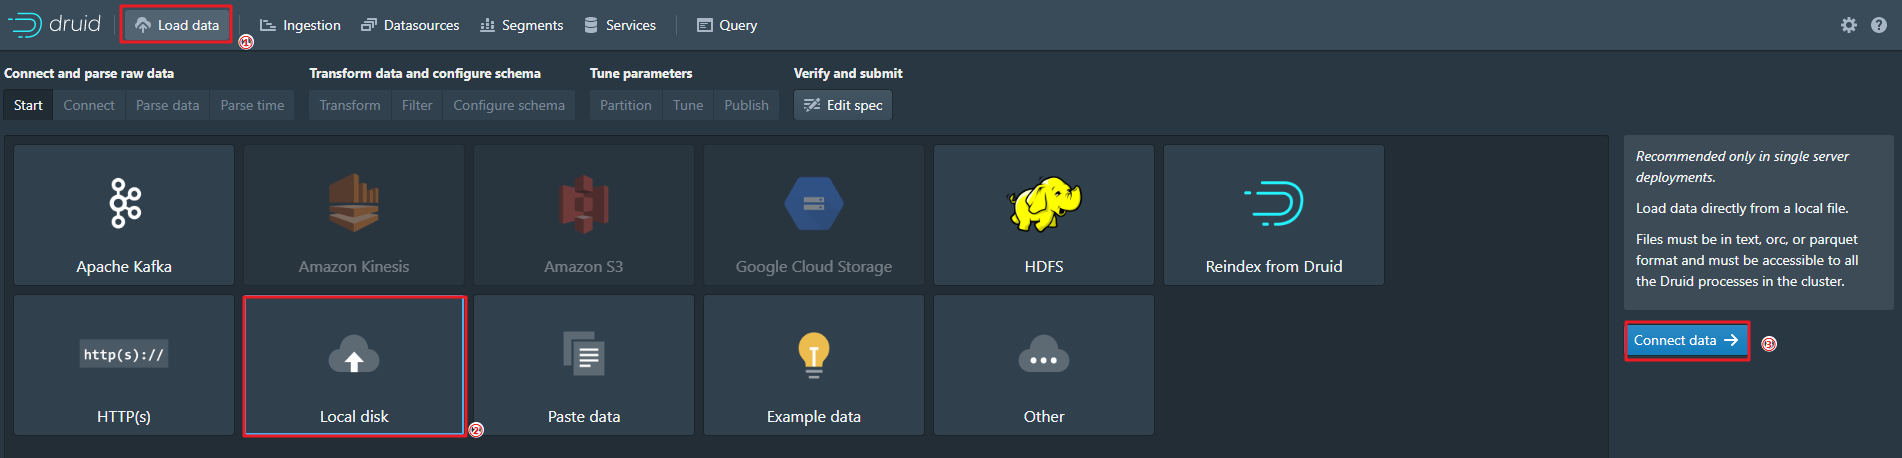 druid Load data ① Ingestion Datasources Segments Services Query
Connect and parse raw data Transform data and configure schema Tune parameters Verify and submit
Start Connect Parse data Parse time Transform Filter Configure schema Partition Tune Publish Edit spec
Apache Kafka Amazon Kinesis Amazon S3 Google Cloud Storage HDFS Reindex from Druid
http(s)://
HTTP(s) Local disk ② Paste data Example data Other
Recommended only in single server
deployments.
Load data directly from a local file.
Files must be in text, orc, or parquet
format and must be accessible to all
the Druid processes in the cluster.
Connect data → ③